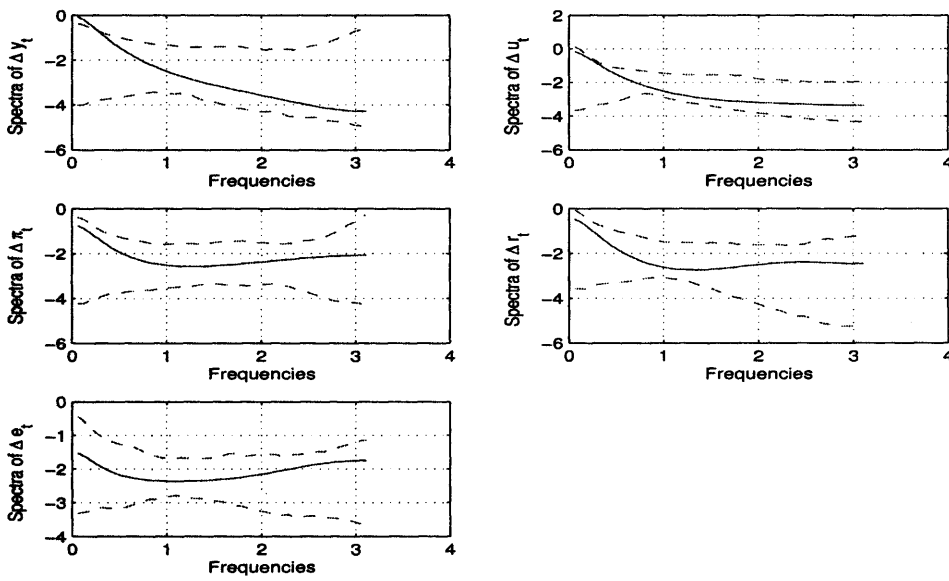 Spectra of Δ y_t
0
−2
−4
−6
0 1 2 3 4
Frequencies
Spectra of Δ u_t
2
0
−2
−4
−6
0 1 2 3 4
Frequencies
Spectra of Δ π_t
0
−2
−4
−6
0 1 2 3 4
Frequencies
Spectra of Δ r_t
0
−2
−4
−6
0 1 2 3 4
Frequencies
Spectra of Δ e_t
0
−1
−2
−3
−4
0 1 2 3 4
Frequencies